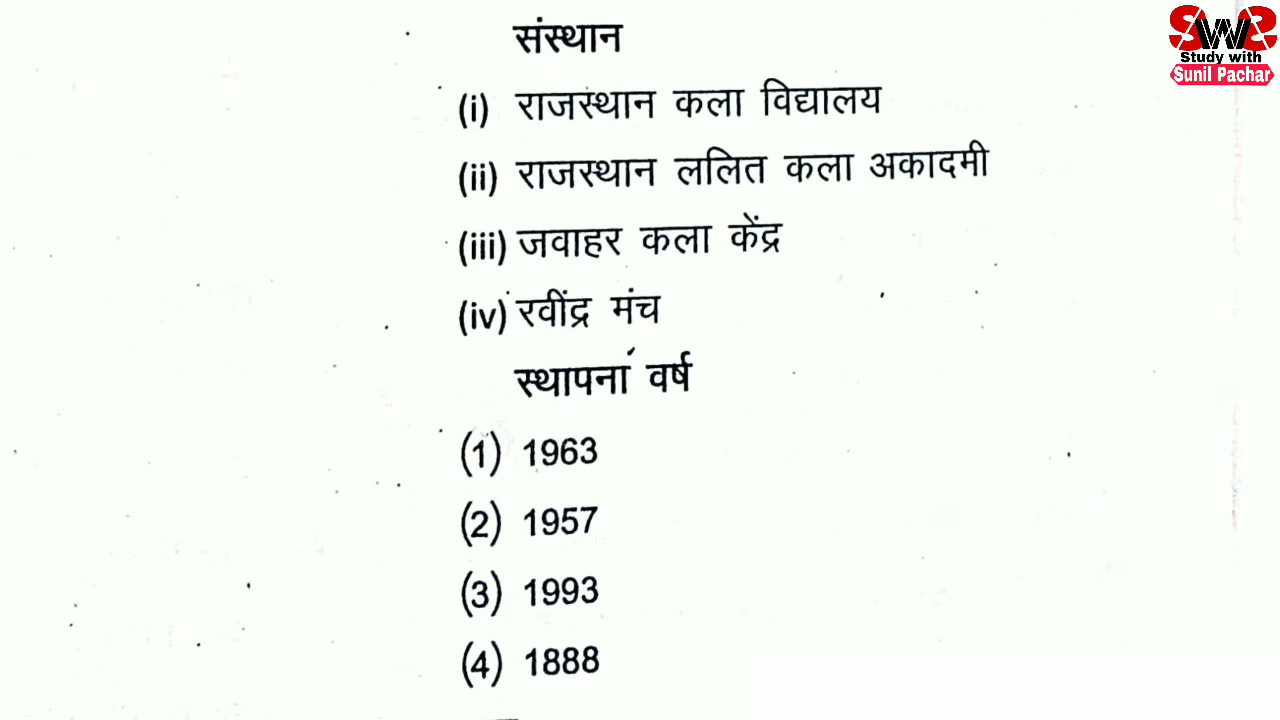 SWS
Study with
Sunil Pachar
संस्थान
(i) राजस्थान कला विद्यालय
(ii) राजस्थान ललित कला अकादमी
(iii) जवाहर कला केंद्र
(iv) रवींद्र मंच
स्थापना वर्ष
(1) 1963
(2) 1957
(3) 1993
(4) 1888